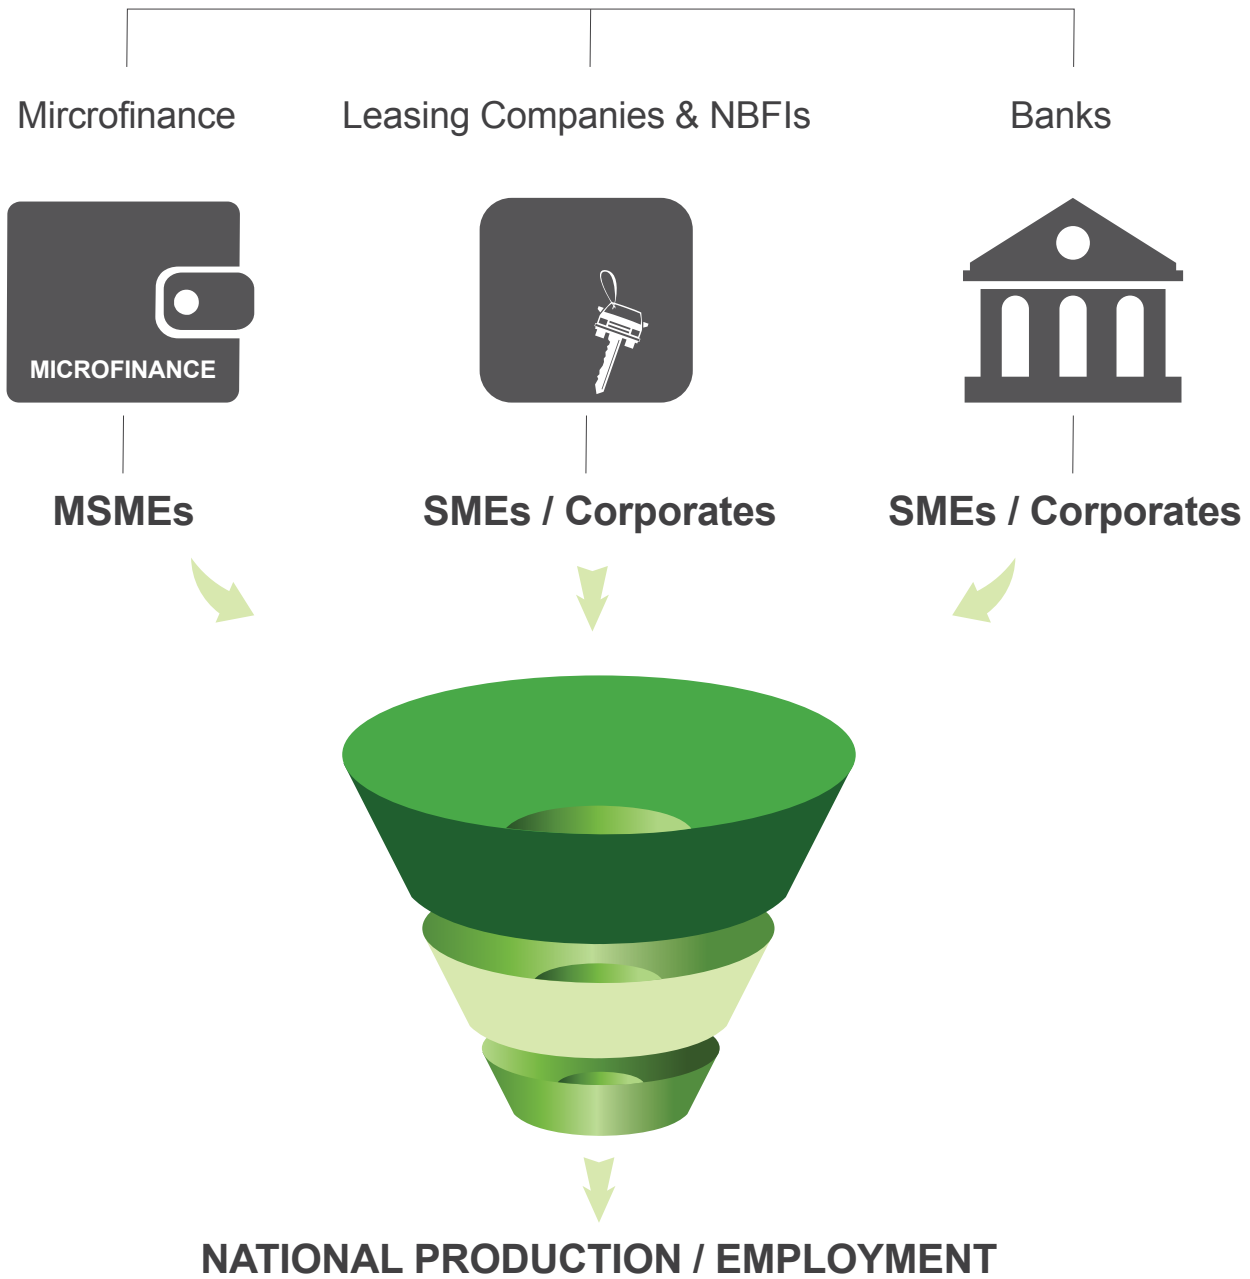 Mircrofinance
Leasing Companies & NBFIs
Banks
MICROFINANCE
MSMEs
SMEs / Corporates
SMEs / Corporates
NATIONAL PRODUCTION / EMPLOYMENT